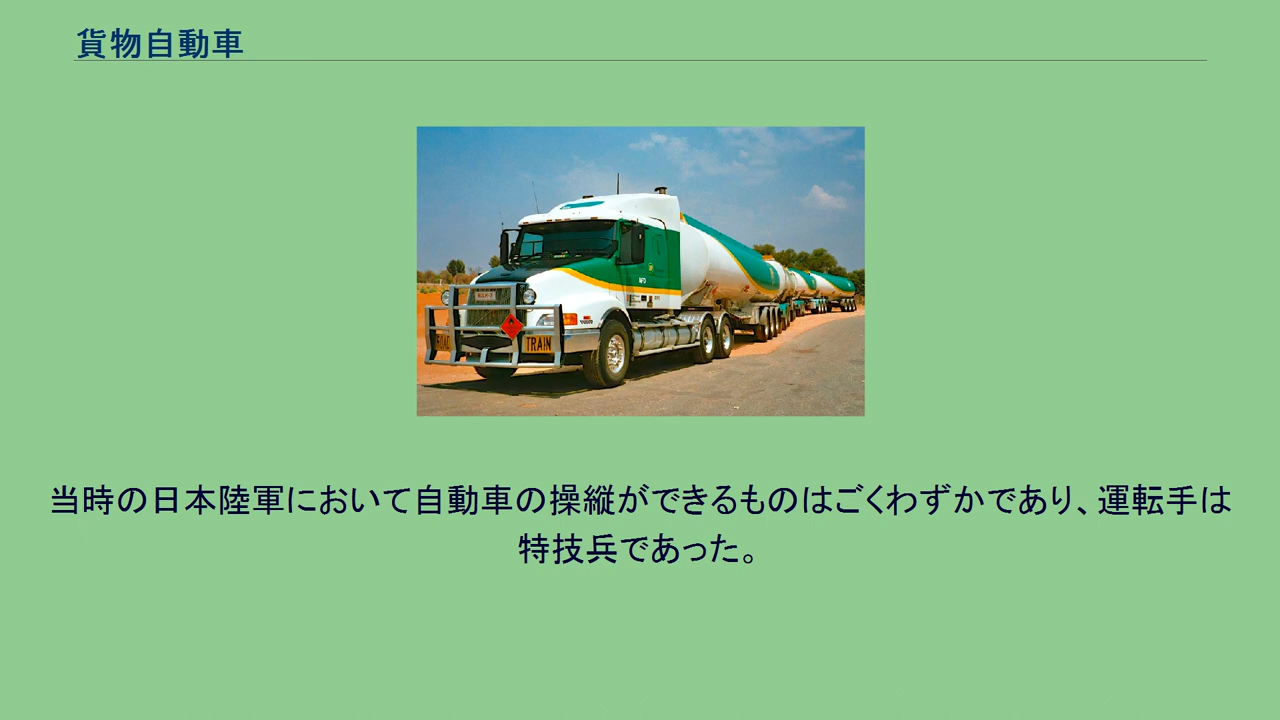 貨物自動車
TRAIN
当時の日本陸軍において自動車の操縦ができるものはごくわずかであり、運転手は
特技兵であった。